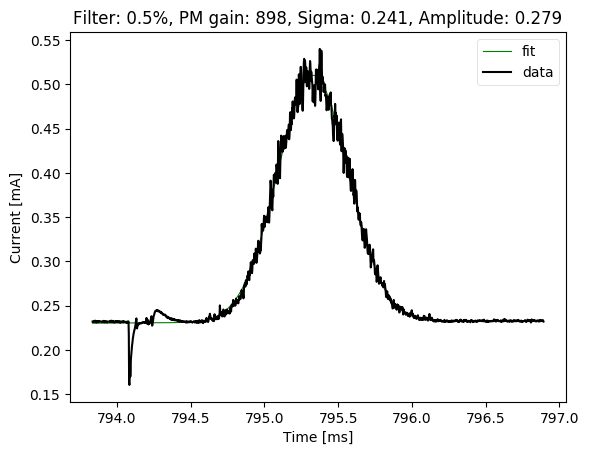 Filter: 0.5%, PM gain: 898, Sigma: 0.241, Amplitude: 0.279
fit
data
0.55
0.50
0.45
0.40
0.35
0.30
0.25
0.20
0.15
Current [mA]
794.0 794.5 795.0 795.5 796.0 796.5 797.0
Time [ms]